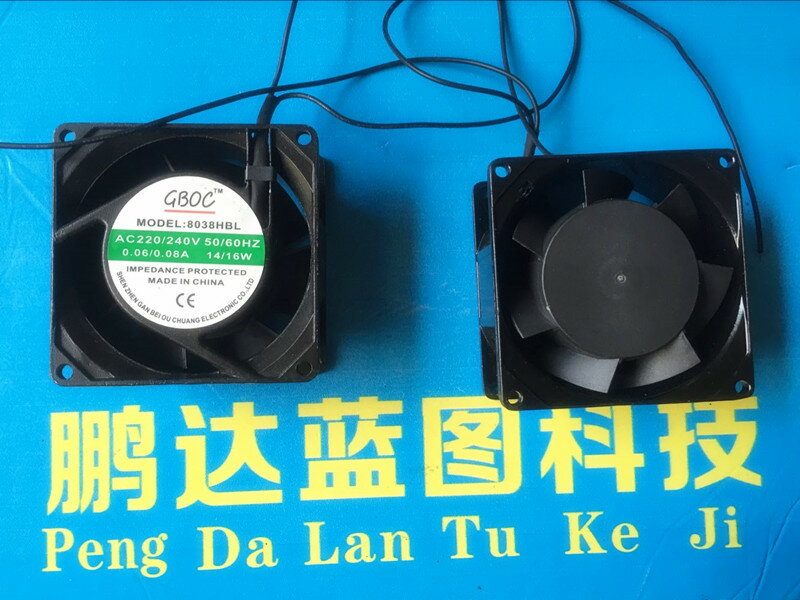 GBOC™
MODEL:8038HBL
AC220/240V 50/60HZ
0.06/0.08A 14/16W
IMPEDANCE PROTECTED
MADE IN CHINA
CE
SHEN ZHEN GAN BEI OU CHUANG ELECTRONIC CO.,LTD
鹏达蓝图科技
Peng Da Lan Tu Ke Ji